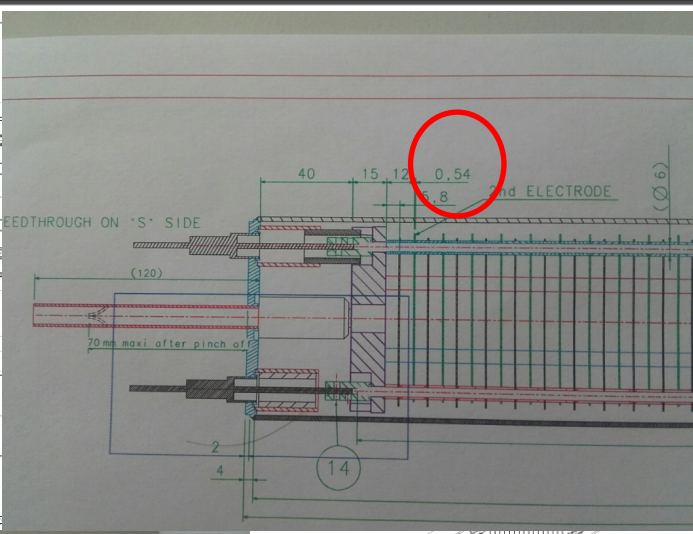 40 15 12 0,54
5,8
2nd ELECTRODE
(Ø 6)
EEDTHROUGH ON "S" SIDE
(120)
70 mm maxi after pinch of
2
4
14